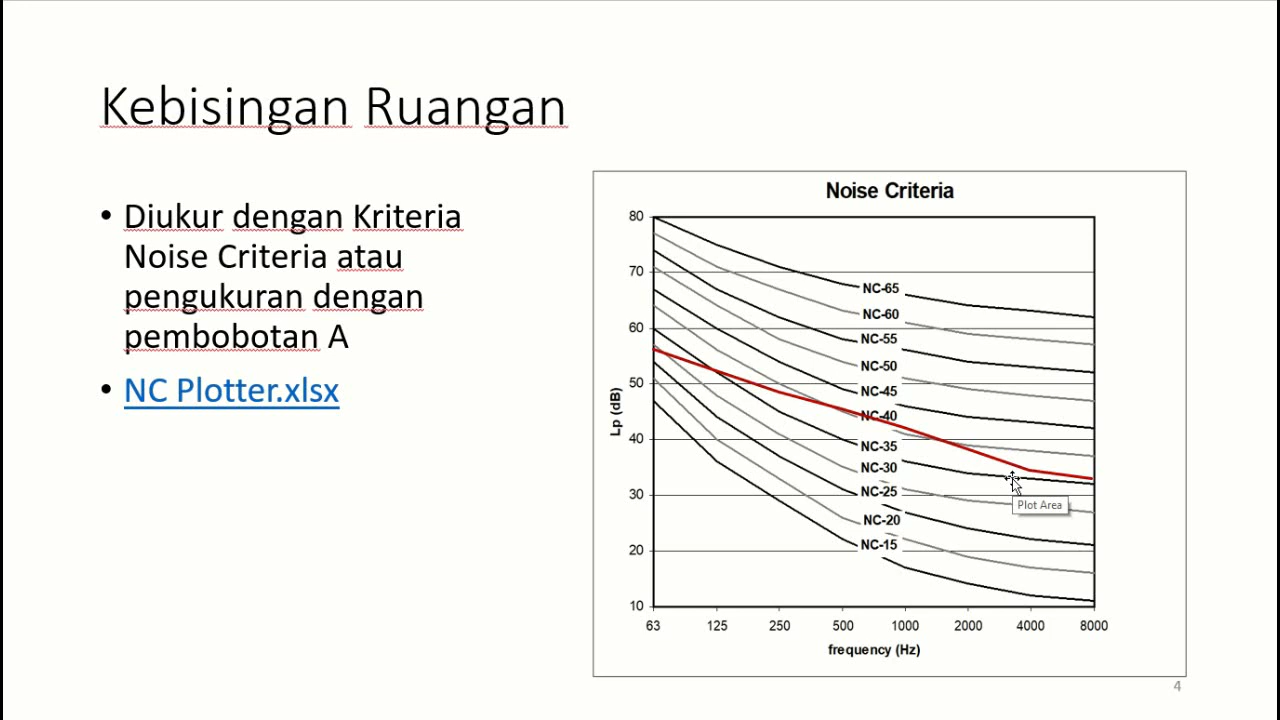 Kebisingan Ruangan
• Diukur dengan Kriteria
Noise Criteria atau
pengukuran dengan
pembobotan A
• NC Plotter.xlsx
Noise Criteria
80
70
60
50
40
30
20
10
Lp (dB)
NC-65
NC-60
NC-55
NC-50
NC-45
NC-40
NC-35
NC-30
NC-25
NC-20
NC-15
Plot Area
63 125 250 500 1000 2000 4000 8000
frequency (Hz)
4